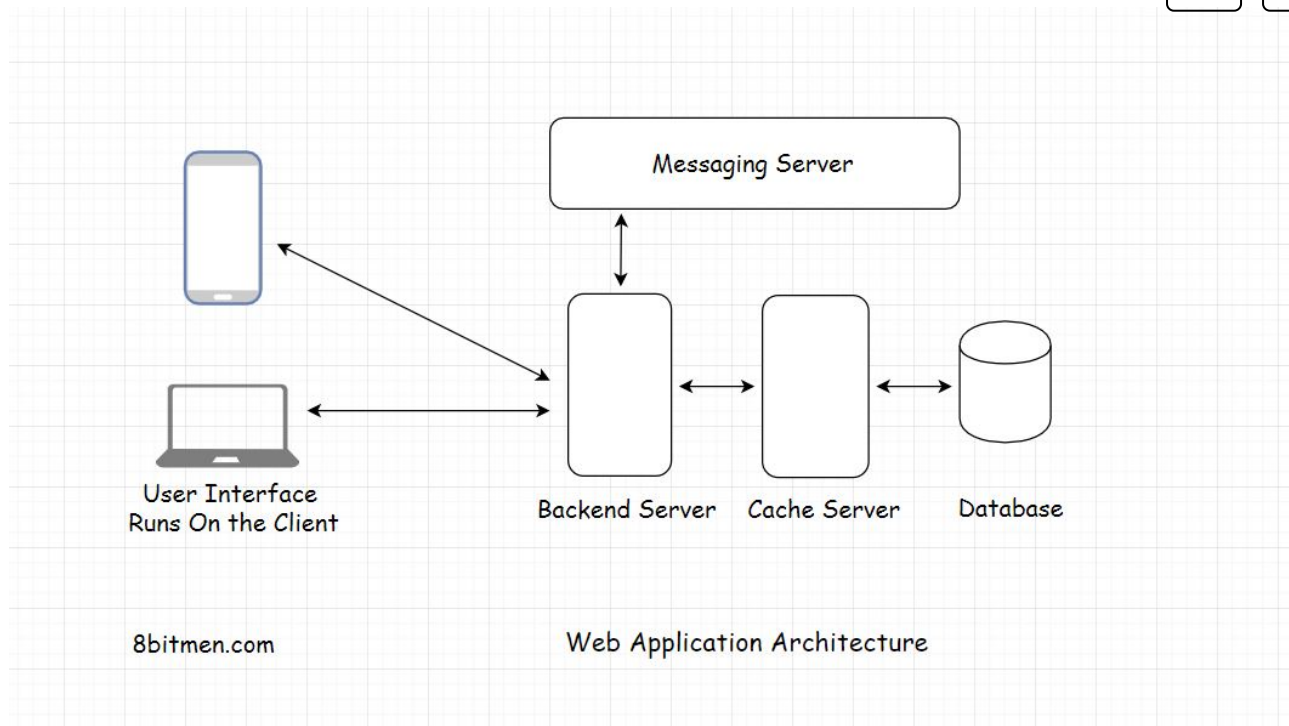 Messaging Server
User Interface
Runs On the Client
Backend Server
Cache Server
Database
8bitmen.com
Web Application Architecture